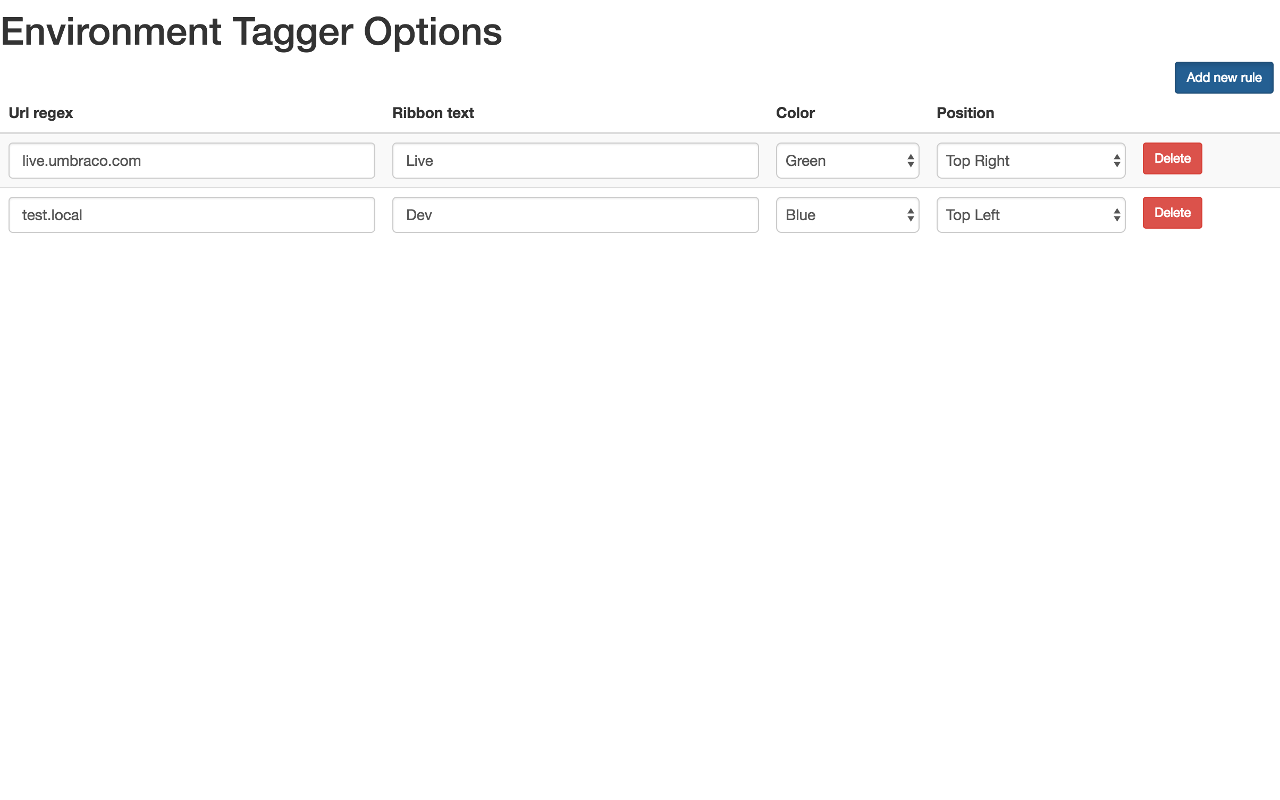 Environment Tagger Options
Add new rule
Url regex Ribbon text Color Position
live.umbraco.com Live Green Top Right Delete
test.local Dev Blue Top Left Delete